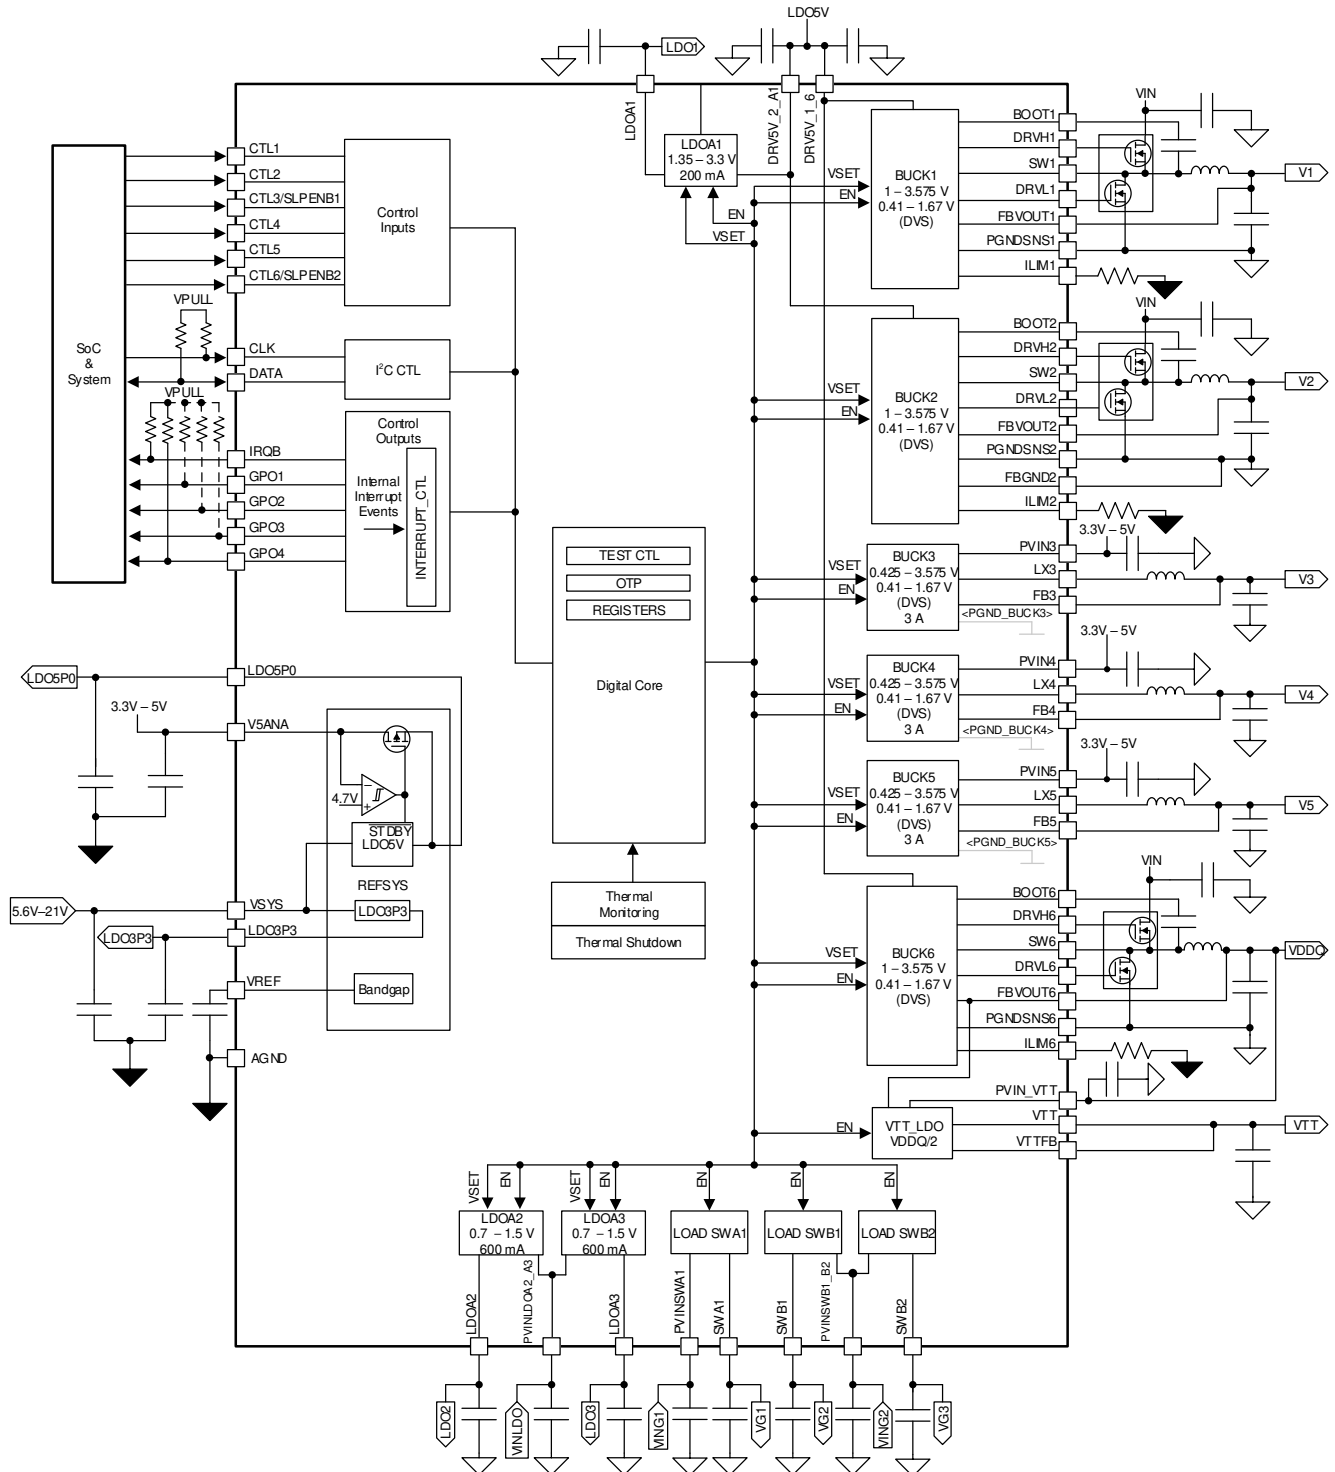 LDO5V
LDO1
LDOA1
DRV5V_2_A1
DRV5V_1_6
LDOA1
1.35 – 3.3 V
200 mA
EN
VSET
SoC
&
System
CTL1
CTL2
CTL3/SLPENB1
CTL4
CTL5
CTL6/SLPENB2
Control
Inputs
VPULL
CLK
DATA
I²C CTL
VPULL
IRQB
GPO1
GPO2
GPO3
GPO4
Control
Outputs
Internal
Interrupt
Events
INTERRUPT_CTL
TEST CTL
OTP
REGISTERS
Digital Core
Thermal
Monitoring
Thermal Shutdown
LDO5P0
LDO5P0
3.3V – 5V
V5ANA
4.7V
–
+
STDBY
LDO5V
REFSYS
5.6V–21V
VSYS
LDO3P3
LDO3P3
LDO3P3
VREF
Bandgap
AGND
VSET
EN
BUCK1
1 – 3.575 V
0.41 – 1.67 V
(DVS)
BOOT1
DRVH1
SW1
DRVL1
FBVOUT1
PGNDSNS1
ILIM1
VIN
V1
VSET
EN
BUCK2
1 – 3.575 V
0.41 – 1.67 V
(DVS)
BOOT2
DRVH2
SW2
DRVL2
FBVOUT2
PGNDSNS2
FBGND2
ILIM2
VIN
V2
VSET
EN
BUCK3
0.425 – 3.575 V
0.41 – 1.67 V
(DVS)
3 A
PVIN3
LX3
FB3
<PGND_BUCK3>
3.3V – 5V
V3
VSET
EN
BUCK4
0.425 – 3.575 V
0.41 – 1.67 V
(DVS)
3 A
PVIN4
LX4
FB4
<PGND_BUCK4>
3.3V – 5V
V4
VSET
EN
BUCK5
0.425 – 3.575 V
0.41 – 1.67 V
(DVS)
3 A
PVIN5
LX5
FB5
<PGND_BUCK5>
3.3V – 5V
V5
VSET
EN
BUCK6
1 – 3.575 V
0.41 – 1.67 V
(DVS)
BOOT6
DRVH6
SW6
DRVL6
FBVOUT6
PGNDSNS6
ILIM6
VIN
VDDQ
PVIN_VTT
EN
VTT_LDO
VDDQ/2
VTT
VTTFB
VTT
VSET
EN
LDOA2
0.7 – 1.5 V
600 mA
VSET
EN
LDOA3
0.7 – 1.5 V
600 mA
EN
LOAD SWA1
EN
LOAD SWB1
EN
LOAD SWB2
LDOA2
PVINLDOA2_A3
LDOA3
PVINSWA1
SWA1
SWB1
PVINSWB1_B2
SWB2
LDO2
VINLDO
LDO3
VING1
VG1
VG2
VING2
VG3